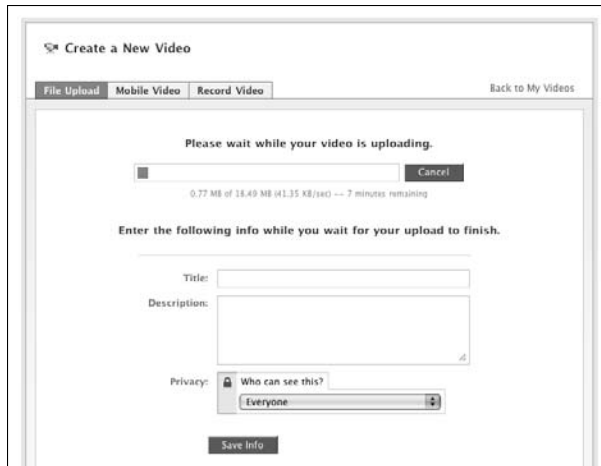 Create a New Video
File Upload Mobile Video Record Video Back to My Videos
Please wait while your video is uploading.
Cancel
0.77 MB of 18.49 MB (41.35 KB/sec) -- 7 minutes remaining
Enter the following info while you wait for your upload to finish.
Title:
Description:
Privacy: Who can see this?
Everyone
Save Info